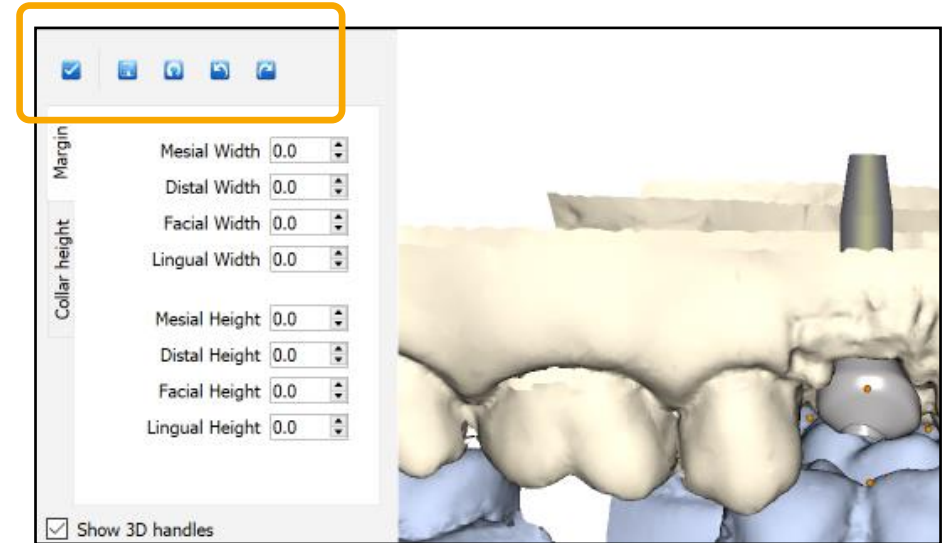 Margin
Collar height
Mesial Width 0.0
Distal Width 0.0
Facial Width 0.0
Lingual Width 0.0
Mesial Height 0.0
Distal Height 0.0
Facial Height 0.0
Lingual Height 0.0
Show 3D handles